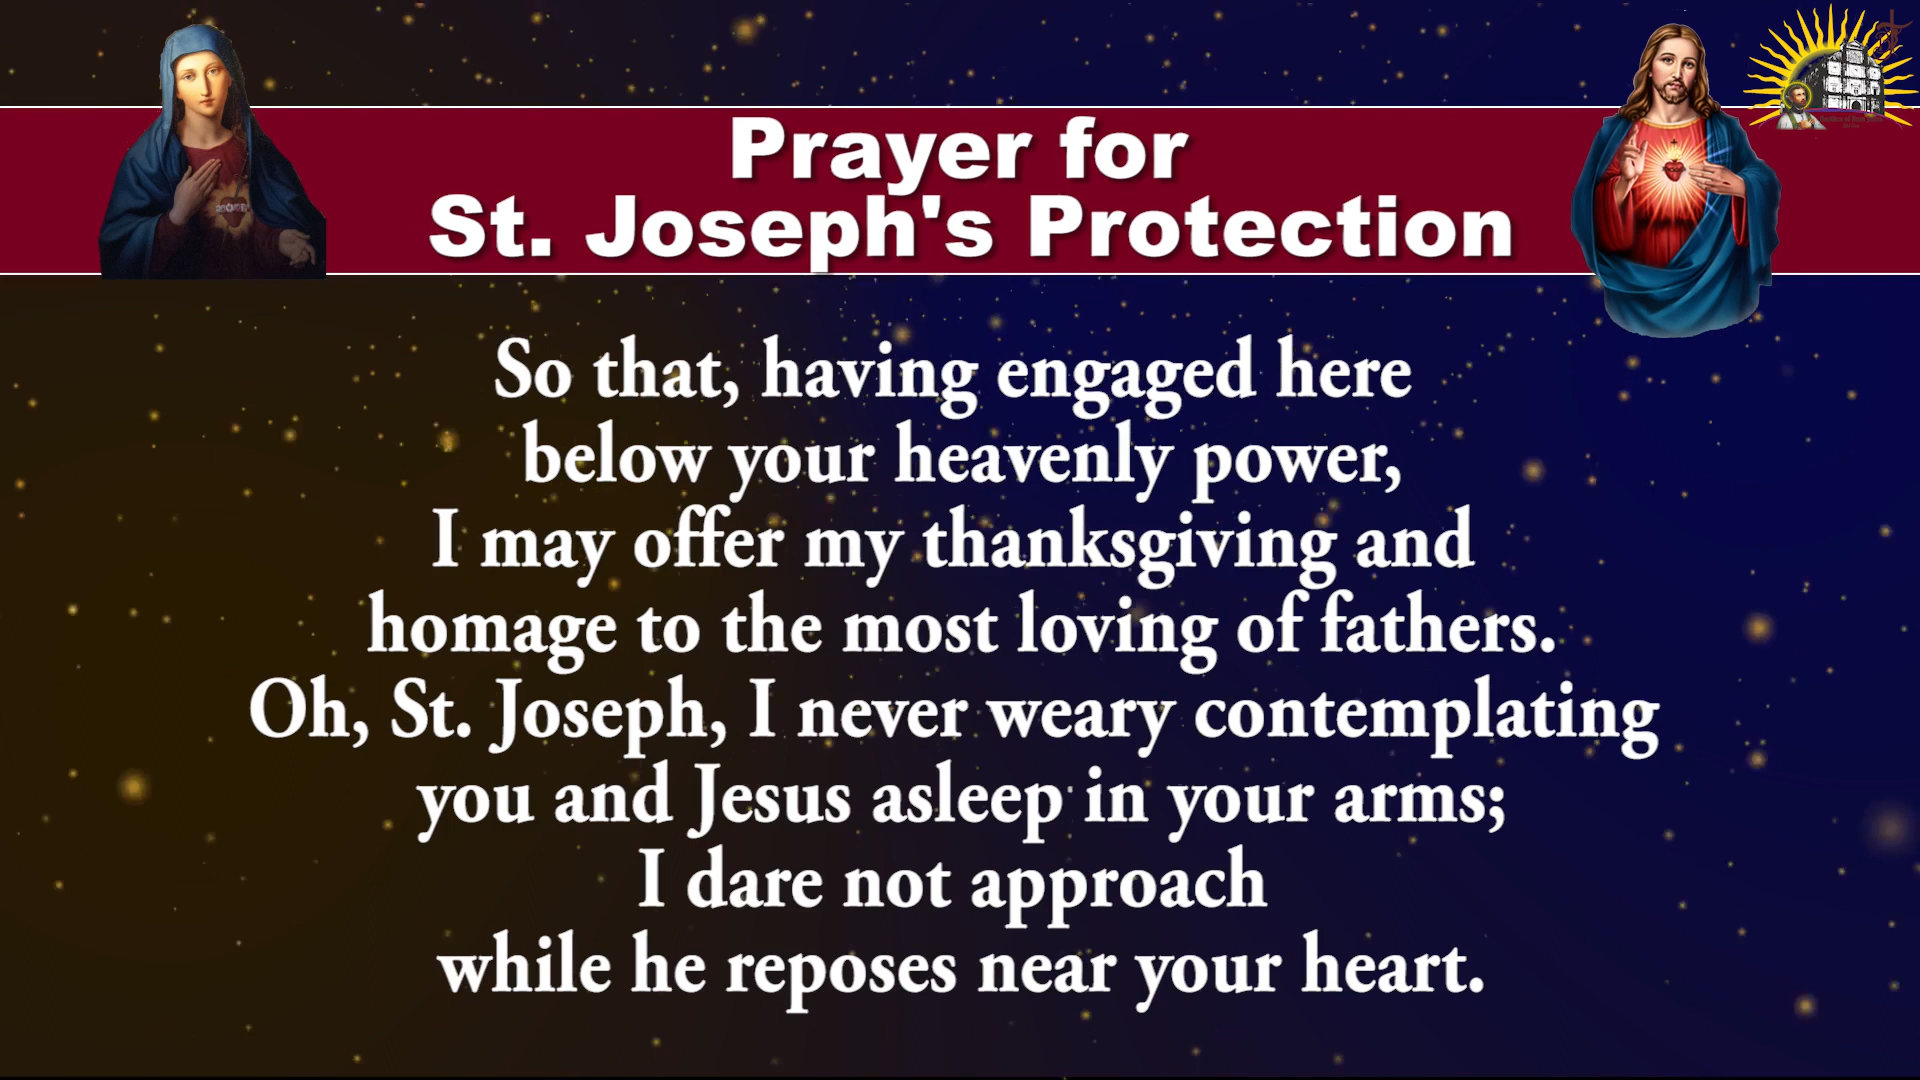 Prayer for
St. Joseph's Protection
So that, having engaged here
below your heavenly power,
I may offer my thanksgiving and
homage to the most loving of fathers.
Oh, St. Joseph, I never weary contemplating
you and Jesus asleep in your arms;
I dare not approach
while he reposes near your heart.